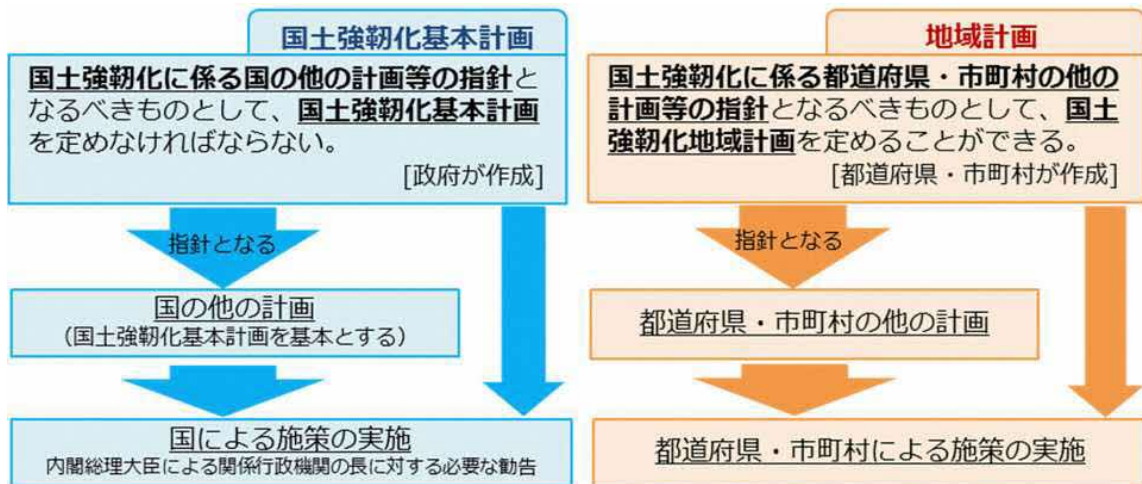 国土強靭化基本計画
国土強靭化に係る国の他の計画等の指針と
なるべきものとして、国土強靭化基本計画
を定めなければならない。
[政府が作成]
指針となる
国の他の計画
（国土強靭化基本計画を基本とする）
国による施策の実施
内閣総理大臣による関係行政機関の長に対する必要な勧告
地域計画
国土強靭化に係る都道府県・市町村の他の
計画等の指針となるべきものとして、国土
強靭化地域計画を定めることができる。
[都道府県・市町村が作成]
指針となる
都道府県・市町村の他の計画
都道府県・市町村による施策の実施